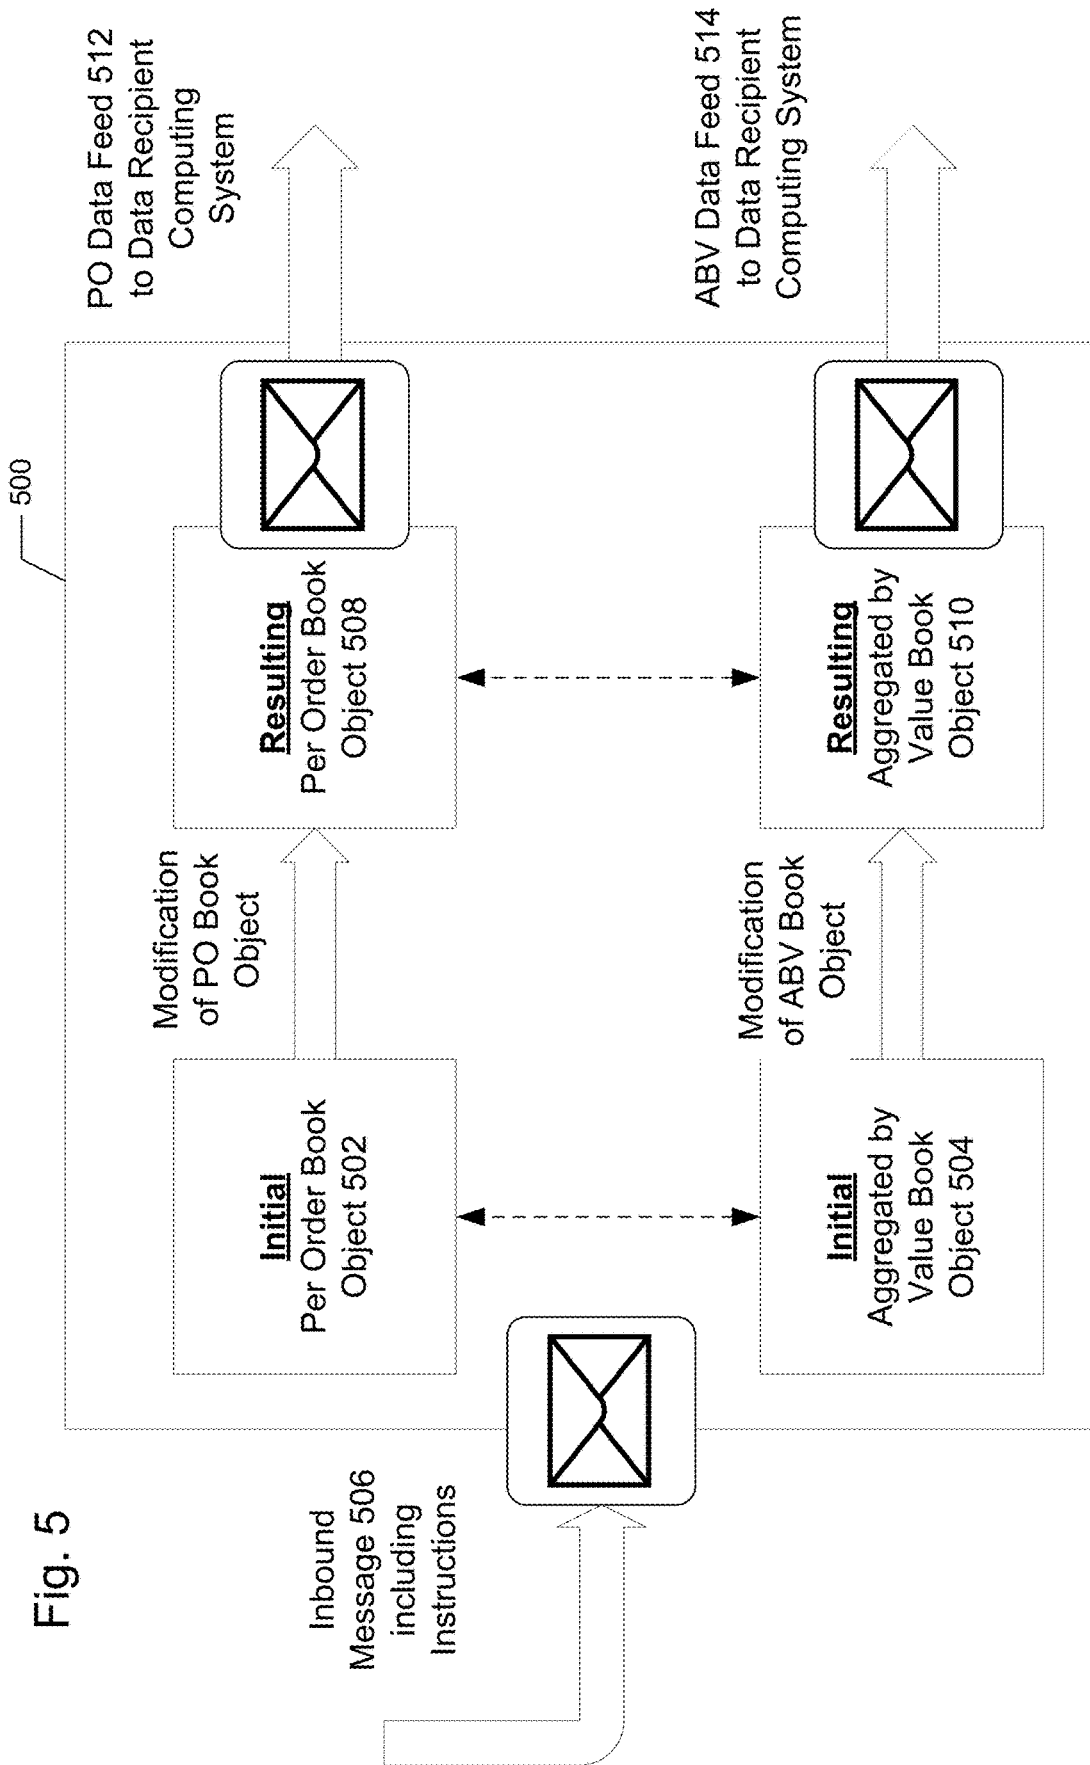 Fig. 5
500
Inbound
Message 506
including
Instructions
Initial
Per Order Book
Object 502
Modification
of PO Book
Object
Resulting
Per Order Book
Object 508
PO Data Feed 512
to Data Recipient
Computing
System
Initial
Aggregated by
Value Book
Object 504
Modification
of ABV Book
Object
Resulting
Aggregated by
Value Book
Object 510
ABV Data Feed 514
to Data Recipient
Computing System